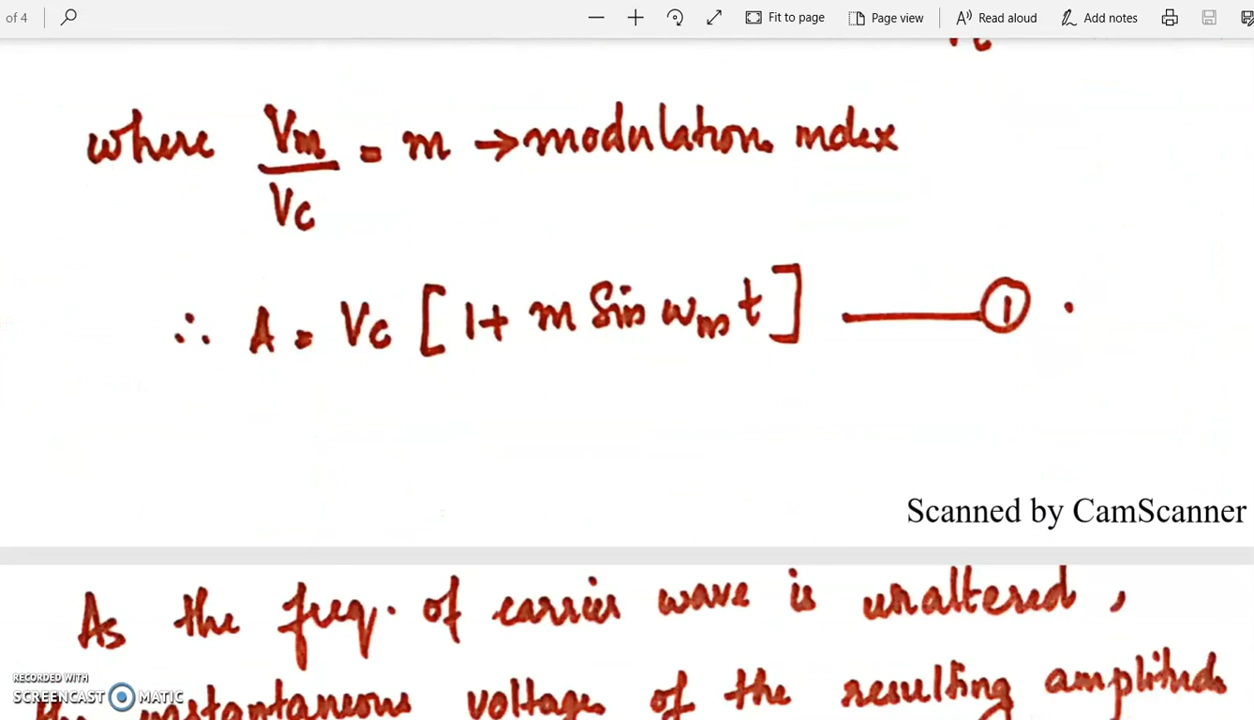 of 4
Fit to page
Page view
Read aloud
Add notes
where Vm/Vc = m → modulation index
∴ A = Vc [1 + m Sin ωm t] —— ① .
Scanned by CamScanner
As the freq. of carrier wave is unaltered,
instantaneous voltage of the resulting amplitude
RECORDED WITH
SCREENCAST MATIC